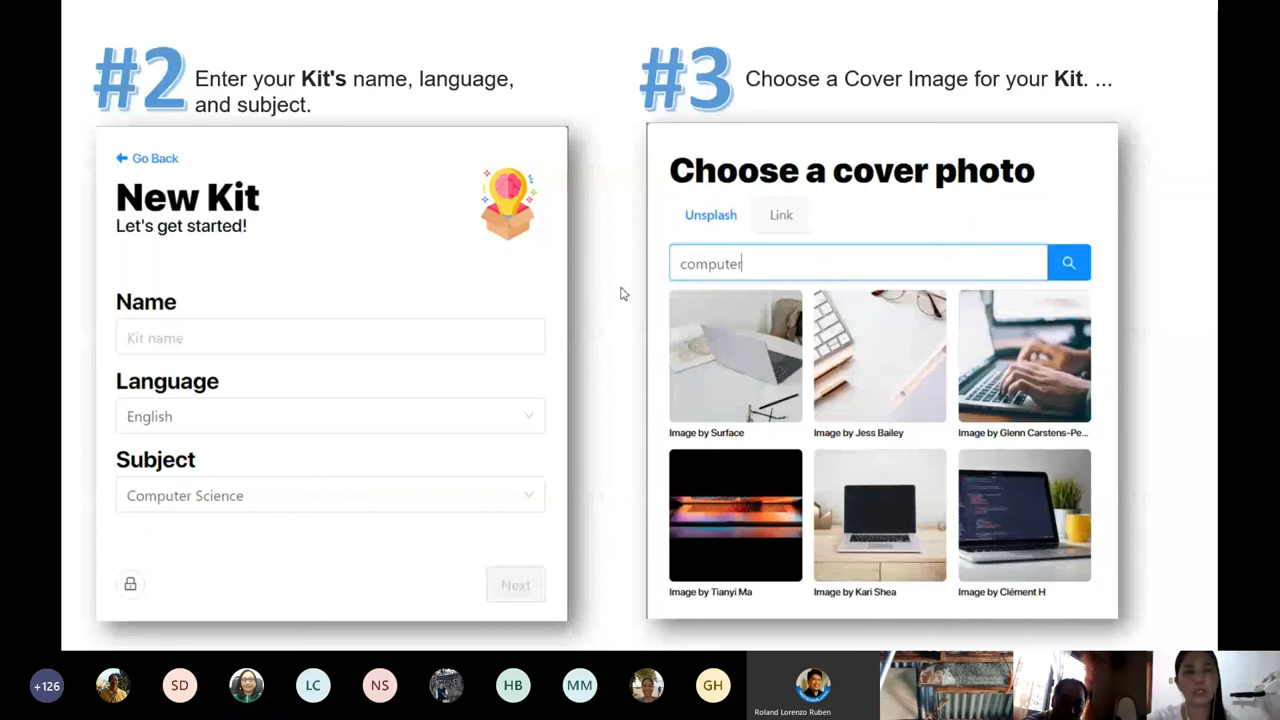 #2
Enter your Kit's name, language,
and subject.
Go Back
New Kit
Let's get started!
Name
Kit name
Language
English
Subject
Computer Science
Next
#3
Choose a Cover Image for your Kit. ...
Choose a cover photo
Unsplash
Link
computer
Image by Surface
Image by Jess Bailey
Image by Glenn Carstens-Pe...
Image by Tianyi Ma
Image by Kari Shea
Image by Clément H
+126
SD
LC
NS
HB
MM
GH
Roland Lorenzo Ruben